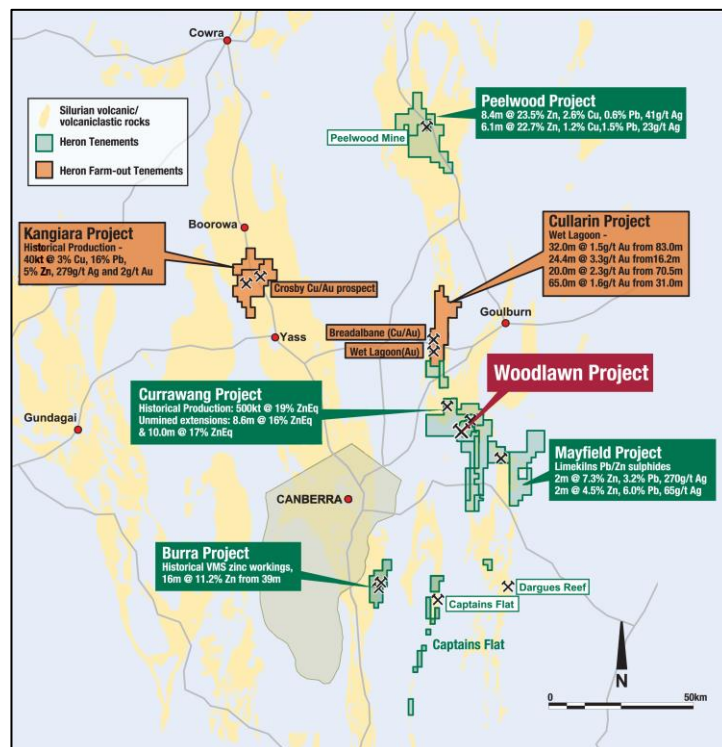 Cowra
Silurian volcanic/
volcaniclastic rocks
Heron Tenements
Heron Farm-out Tenements
Peelwood Project
8.4m @ 23.5% Zn, 2.6% Cu, 0.6% Pb, 41g/t Ag
6.1m @ 22.7% Zn, 1.2% Cu,1.5% Pb, 23g/t Ag
Peelwood Mine
Kangiara Project
Historical Production -
40kt @ 3% Cu, 16% Pb,
5% Zn, 279g/t Ag and 2g/t Au
Boorowa
Crosby Cu/Au prospect
Cullarin Project
Wet Lagoon -
32.0m @ 1.5g/t Au from 83.0m
24.4m @ 3.3g/t Au from16.2m
20.0m @ 2.3g/t Au from 70.5m
65.0m @ 1.6g/t Au from 31.0m
Goulburn
Breadalbane (Cu/Au)
Wet Lagoon(Au)
Yass
Gundagai
Woodlawn Project
Currawang Project
Historical Production: 500kt @ 19% ZnEq
Unmined extensions: 8.6m @ 16% ZnEq
& 10.0m @ 17% ZnEq
Mayfield Project
Limekilns Pb/Zn sulphides
2m @ 7.3% Zn, 3.2% Pb, 270g/t Ag
2m @ 4.5% Zn, 6.0% Pb, 65g/t Ag
CANBERRA
Burra Project
Historical VMS zinc workings,
16m @ 11.2% Zn from 39m
Dargues Reef
Captains Flat
Captains Flat
N
0
50km